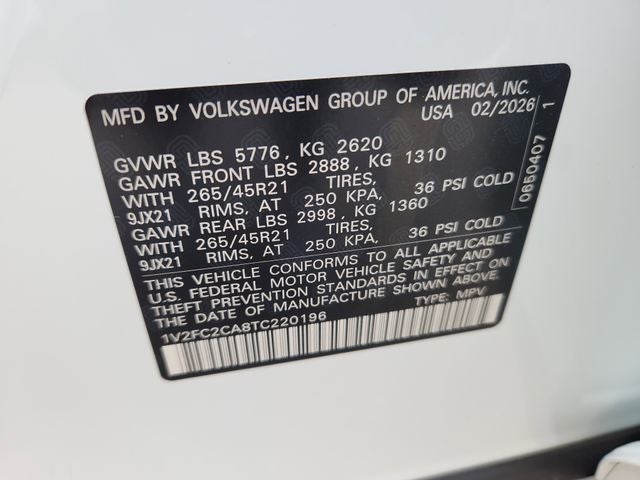 MFD BY VOLKSWAGEN GROUP OF AMERICA, INC.
USA 02/2026
GVWR LBS 5776, KG 2620
GAWR FRONT LBS 2888, KG 1310
WITH 265/45R21 TIRES,
9JX21 RIMS, AT 250 KPA, 36 PSI COLD
GAWR REAR LBS 2998, KG 1360
WITH 265/45R21 TIRES,
9JX21 RIMS, AT 250 KPA, 36 PSI COLD
THIS VEHICLE CONFORMS TO ALL APPLICABLE
U.S. FEDERAL MOTOR VEHICLE SAFETY AND
THEFT PREVENTION STANDARDS IN EFFECT ON
THE DATE OF MANUFACTURE SHOWN ABOVE.
1V2FC2CA8TC220196 TYPE: MPV
0650407 1